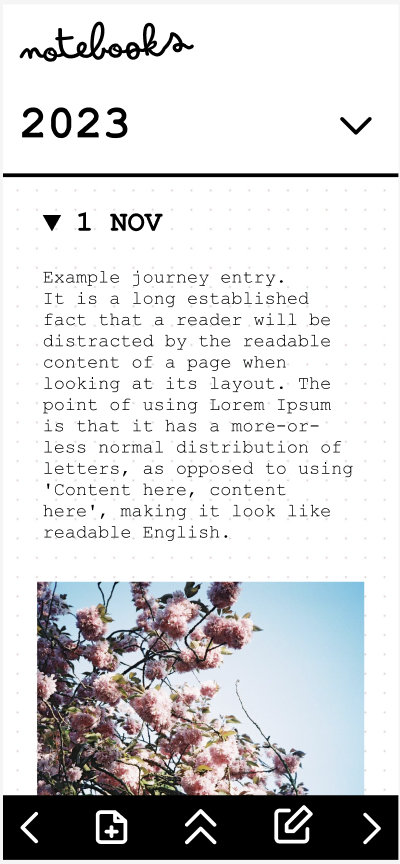 notebooks
2023
1 NOV
Example journey entry.
It is a long established
fact that a reader will be
distracted by the readable
content of a page when
looking at its layout. The
point of using Lorem Ipsum
is that it has a more-or-
less normal distribution of
letters, as opposed to using
'Content here, content
here', making it look like
readable English.